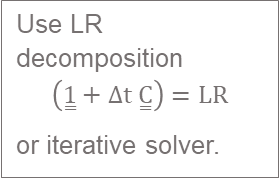 Use LR
decomposition
(1̳ + Δt C̳) = LR
or iterative solver.